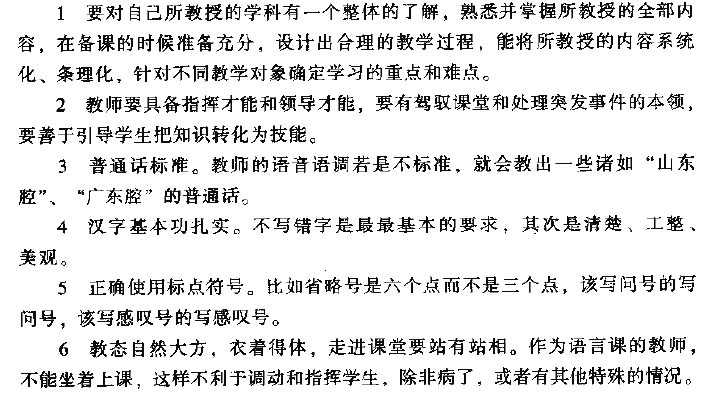 1 要对自己所教授的学科有一个整体的了解，熟悉并掌握所教授的全部内
容，在备课的时候准备充分，设计出合理的教学过程，能将所教授的内容系统
化、条理化，针对不同教学对象确定学习的重点和难点。
2 教师要具备指挥才能和领导才能，要有驾驭课堂和处理突发事件的本领，
要善于引导学生把知识转化为技能。
3 普通话标准。教师的语音语调若是不标准，就会教出一些诸如“山东
腔”、“广东腔”的普通话。
4 汉字基本功扎实。不写错字是最最基本的要求，其次是清楚、工整、
美观。
5 正确使用标点符号。比如省略号是六个点而不是三个点，该写问号的写
问号，该写感叹号的写感叹号。
6 教态自然大方，衣着得体，走进课堂要站有站相。作为语言课的教师，
不能坐着上课，这样不利于调动和指挥学生，除非病了，或者有其他特殊的情况。